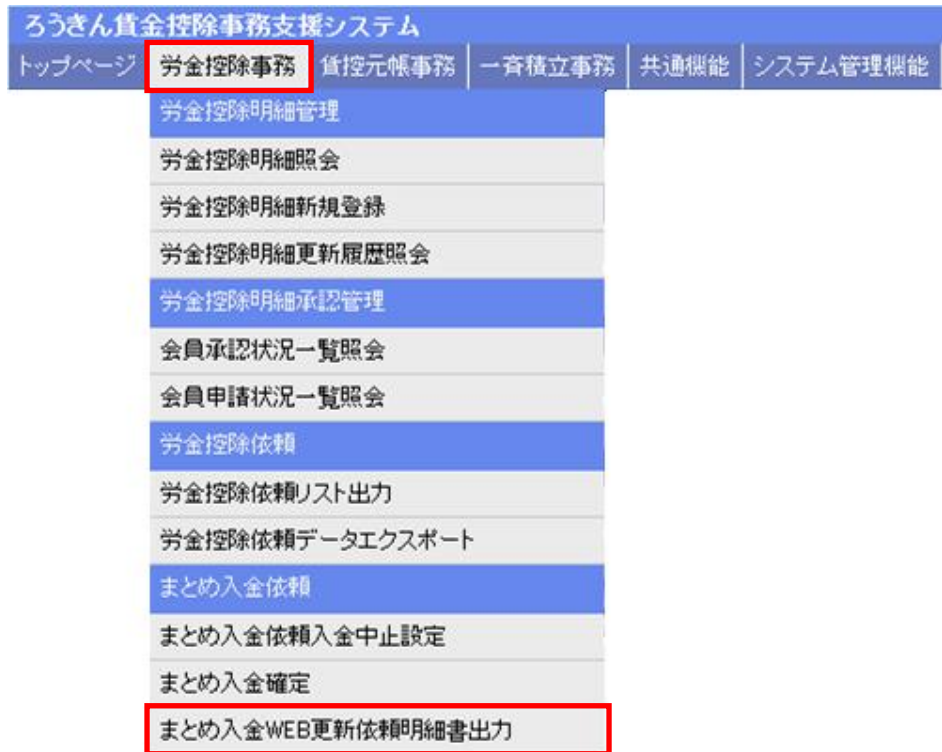 ろうきん賃金控除事務支援システム
トップページ 労金控除事務 賃控元帳事務 一斉積立事務 共通機能 システム管理機能
労金控除明細管理
労金控除明細照会
労金控除明細新規登録
労金控除明細更新履歴照会
労金控除明細承認管理
会員承認状況一覧照会
会員申請状況一覧照会
労金控除依頼
労金控除依頼リスト出力
労金控除依頼データエクスポート
まとめ入金依頼
まとめ入金依頼入金中止設定
まとめ入金確定
まとめ入金WEB更新依頼明細書出力